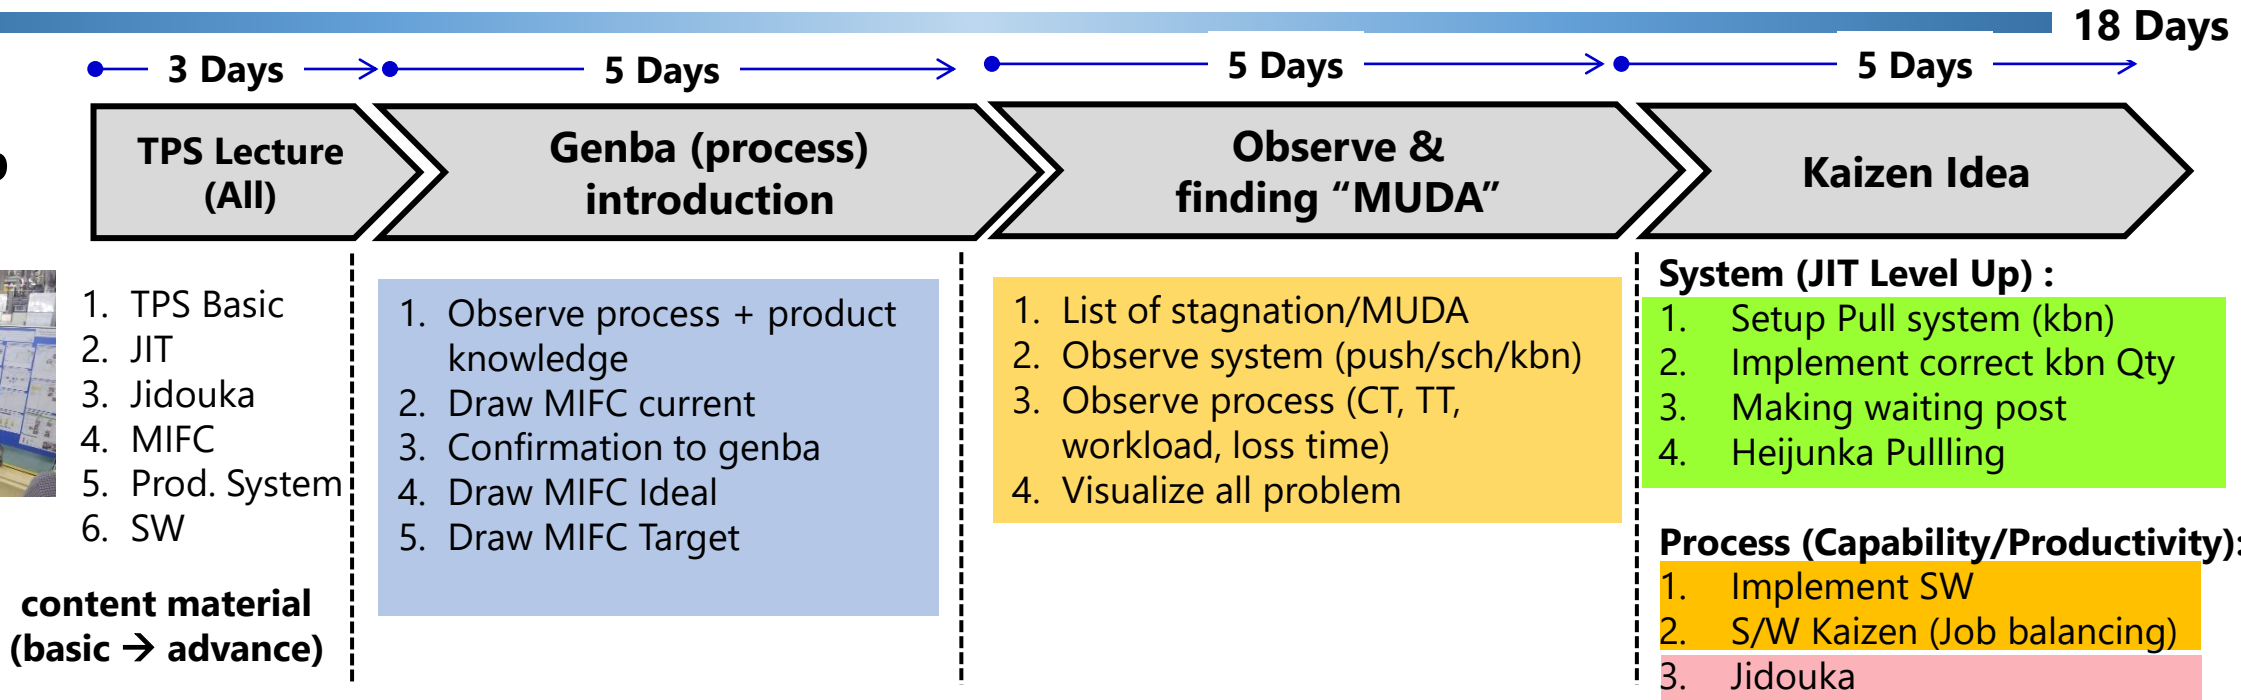 18 Days
3 Days
5 Days
5 Days
5 Days
TPS Lecture
(All)
Genba (process)
introduction
Observe &
finding “MUDA”
Kaizen Idea
1. TPS Basic
2. JIT
3. Jidouka
4. MIFC
5. Prod. System
6. SW
content material
(basic → advance)
1. Observe process + product
knowledge
2. Draw MIFC current
3. Confirmation to genba
4. Draw MIFC Ideal
5. Draw MIFC Target
1. List of stagnation/MUDA
2. Observe system (push/sch/kbn)
3. Observe process (CT, TT,
workload, loss time)
4. Visualize all problem
System (JIT Level Up) :
1. Setup Pull system (kbn)
2. Implement correct kbn Qty
3. Making waiting post
4. Heijunka Pullling
Process (Capability/Productivity):
1. Implement SW
2. S/W Kaizen (Job balancing)
3. Jidouka